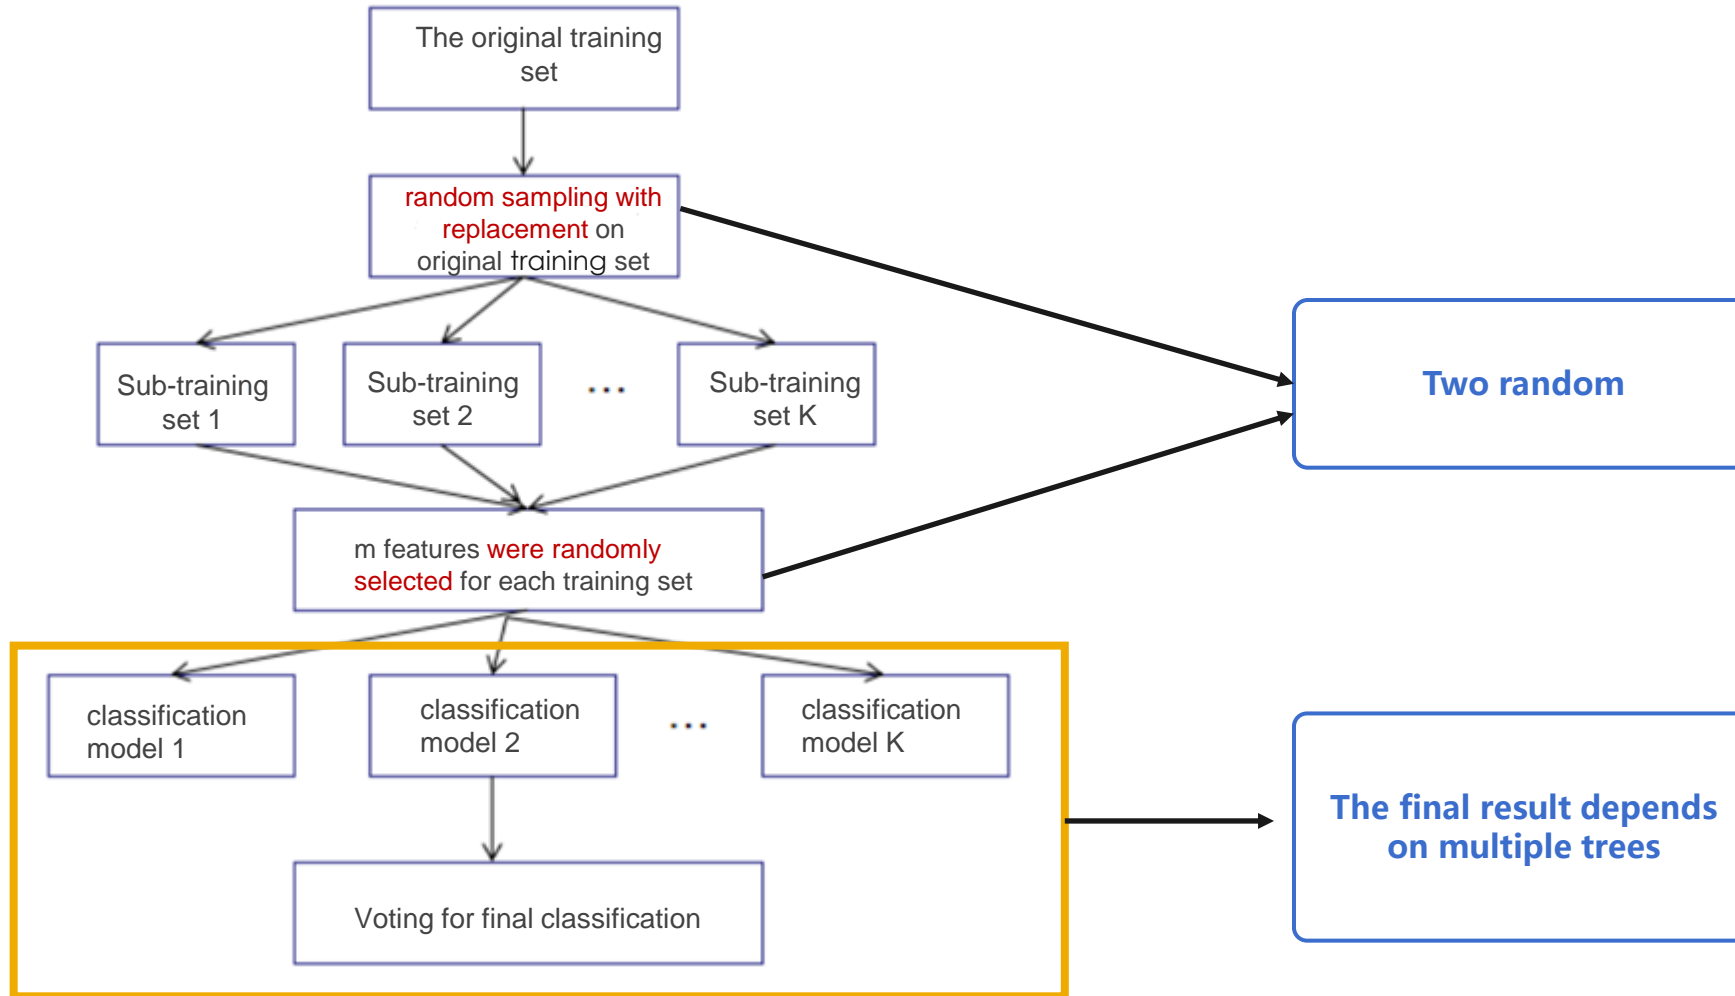 The original training
set
random sampling with
replacement on
original training set
Sub-training
set 1
Sub-training
set 2
...
Sub-training
set K
Two random
m features were randomly
selected for each training set
classification
model 1
classification
model 2
...
classification
model K
The final result depends
on multiple trees
Voting for final classification